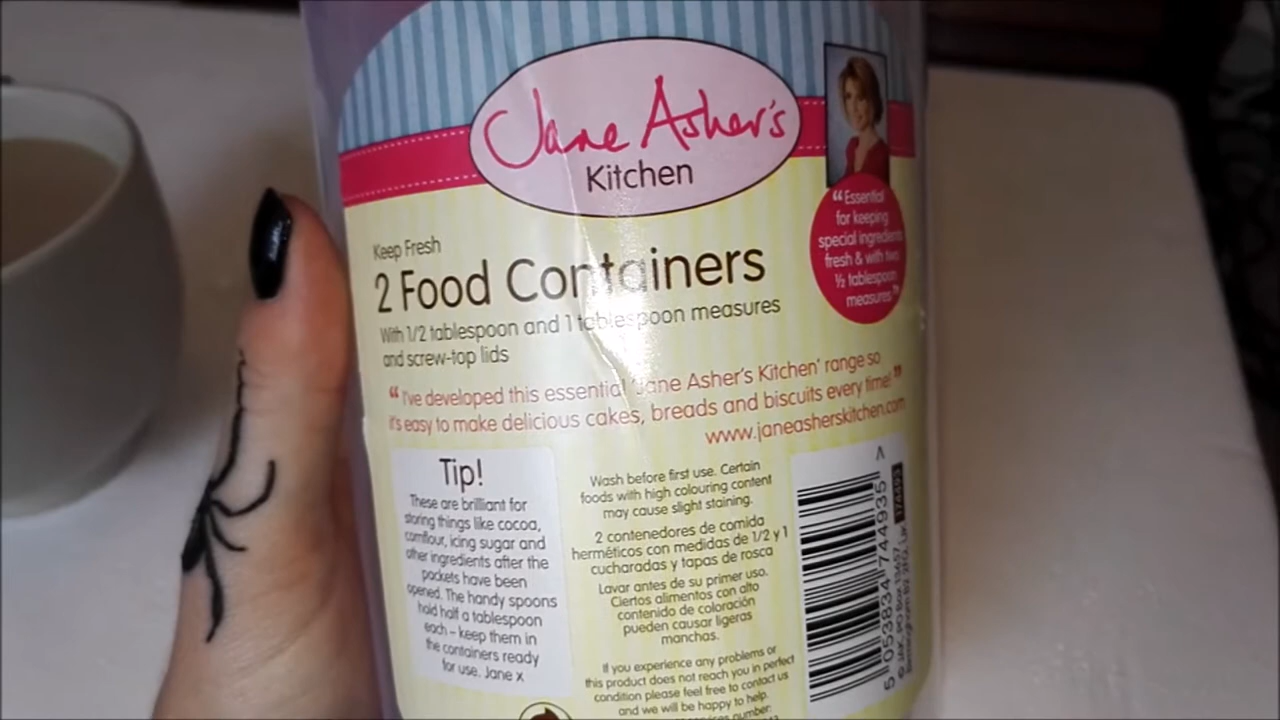 Jane Asher's
Kitchen
"Essential
for keeping
special ingredients
fresh & with two
½ tablespoon
measures"
Keep Fresh
2 Food Containers
With 1/2 tablespoon and 1 tablespoon measures
and screw-top lids
"I've developed this essential 'Jane Asher's Kitchen' range so
it's easy to make delicious cakes, breads and biscuits every time!"
www.janeasherskitchen.com
Tip!
These are brilliant for
storing things like cocoa,
cornflour, icing sugar and
other ingredients after the
packets have been
opened. The handy spoons
hold half a tablespoon
each – keep them in
the containers ready
for use. Jane x
Wash before first use. Certain
foods with high colouring content
may cause slight staining.
2 contenedores de comida
herméticos con medidas de 1/2 y 1
cucharadas y tapas de rosca
Lavar antes de su primer uso.
Ciertos alimentos con alto
contenido de coloración
pueden causar ligeras
manchas.
If you experience any problems or
this product does not reach you in perfect
condition please feel free to contact us
and we will be happy to help.
number:
5 053834 744935 >